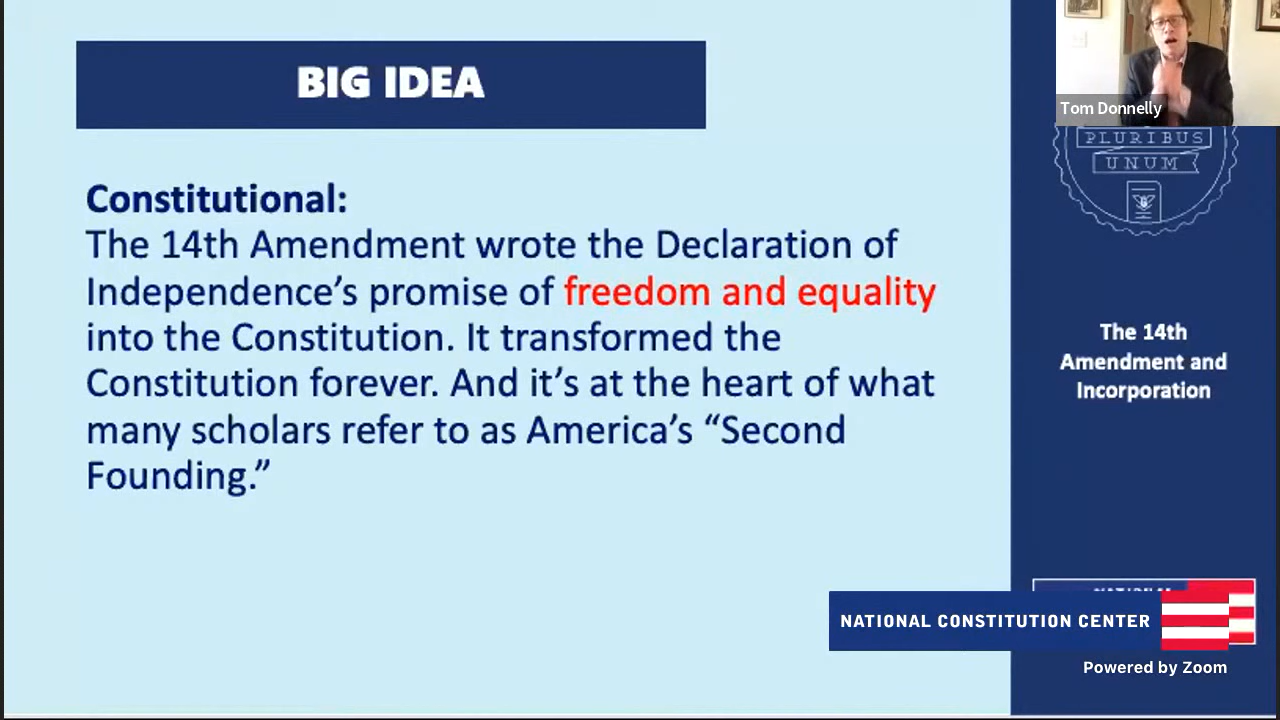 BIG IDEA
Constitutional:
The 14th Amendment wrote the Declaration of
Independence’s promise of freedom and equality
into the Constitution. It transformed the
Constitution forever. And it’s at the heart of what
many scholars refer to as America’s “Second
Founding.”
Tom Donnelly
PLURIBUS
UNUM
The 14th
Amendment and
Incorporation
NATIONAL CONSTITUTION CENTER
Powered by Zoom